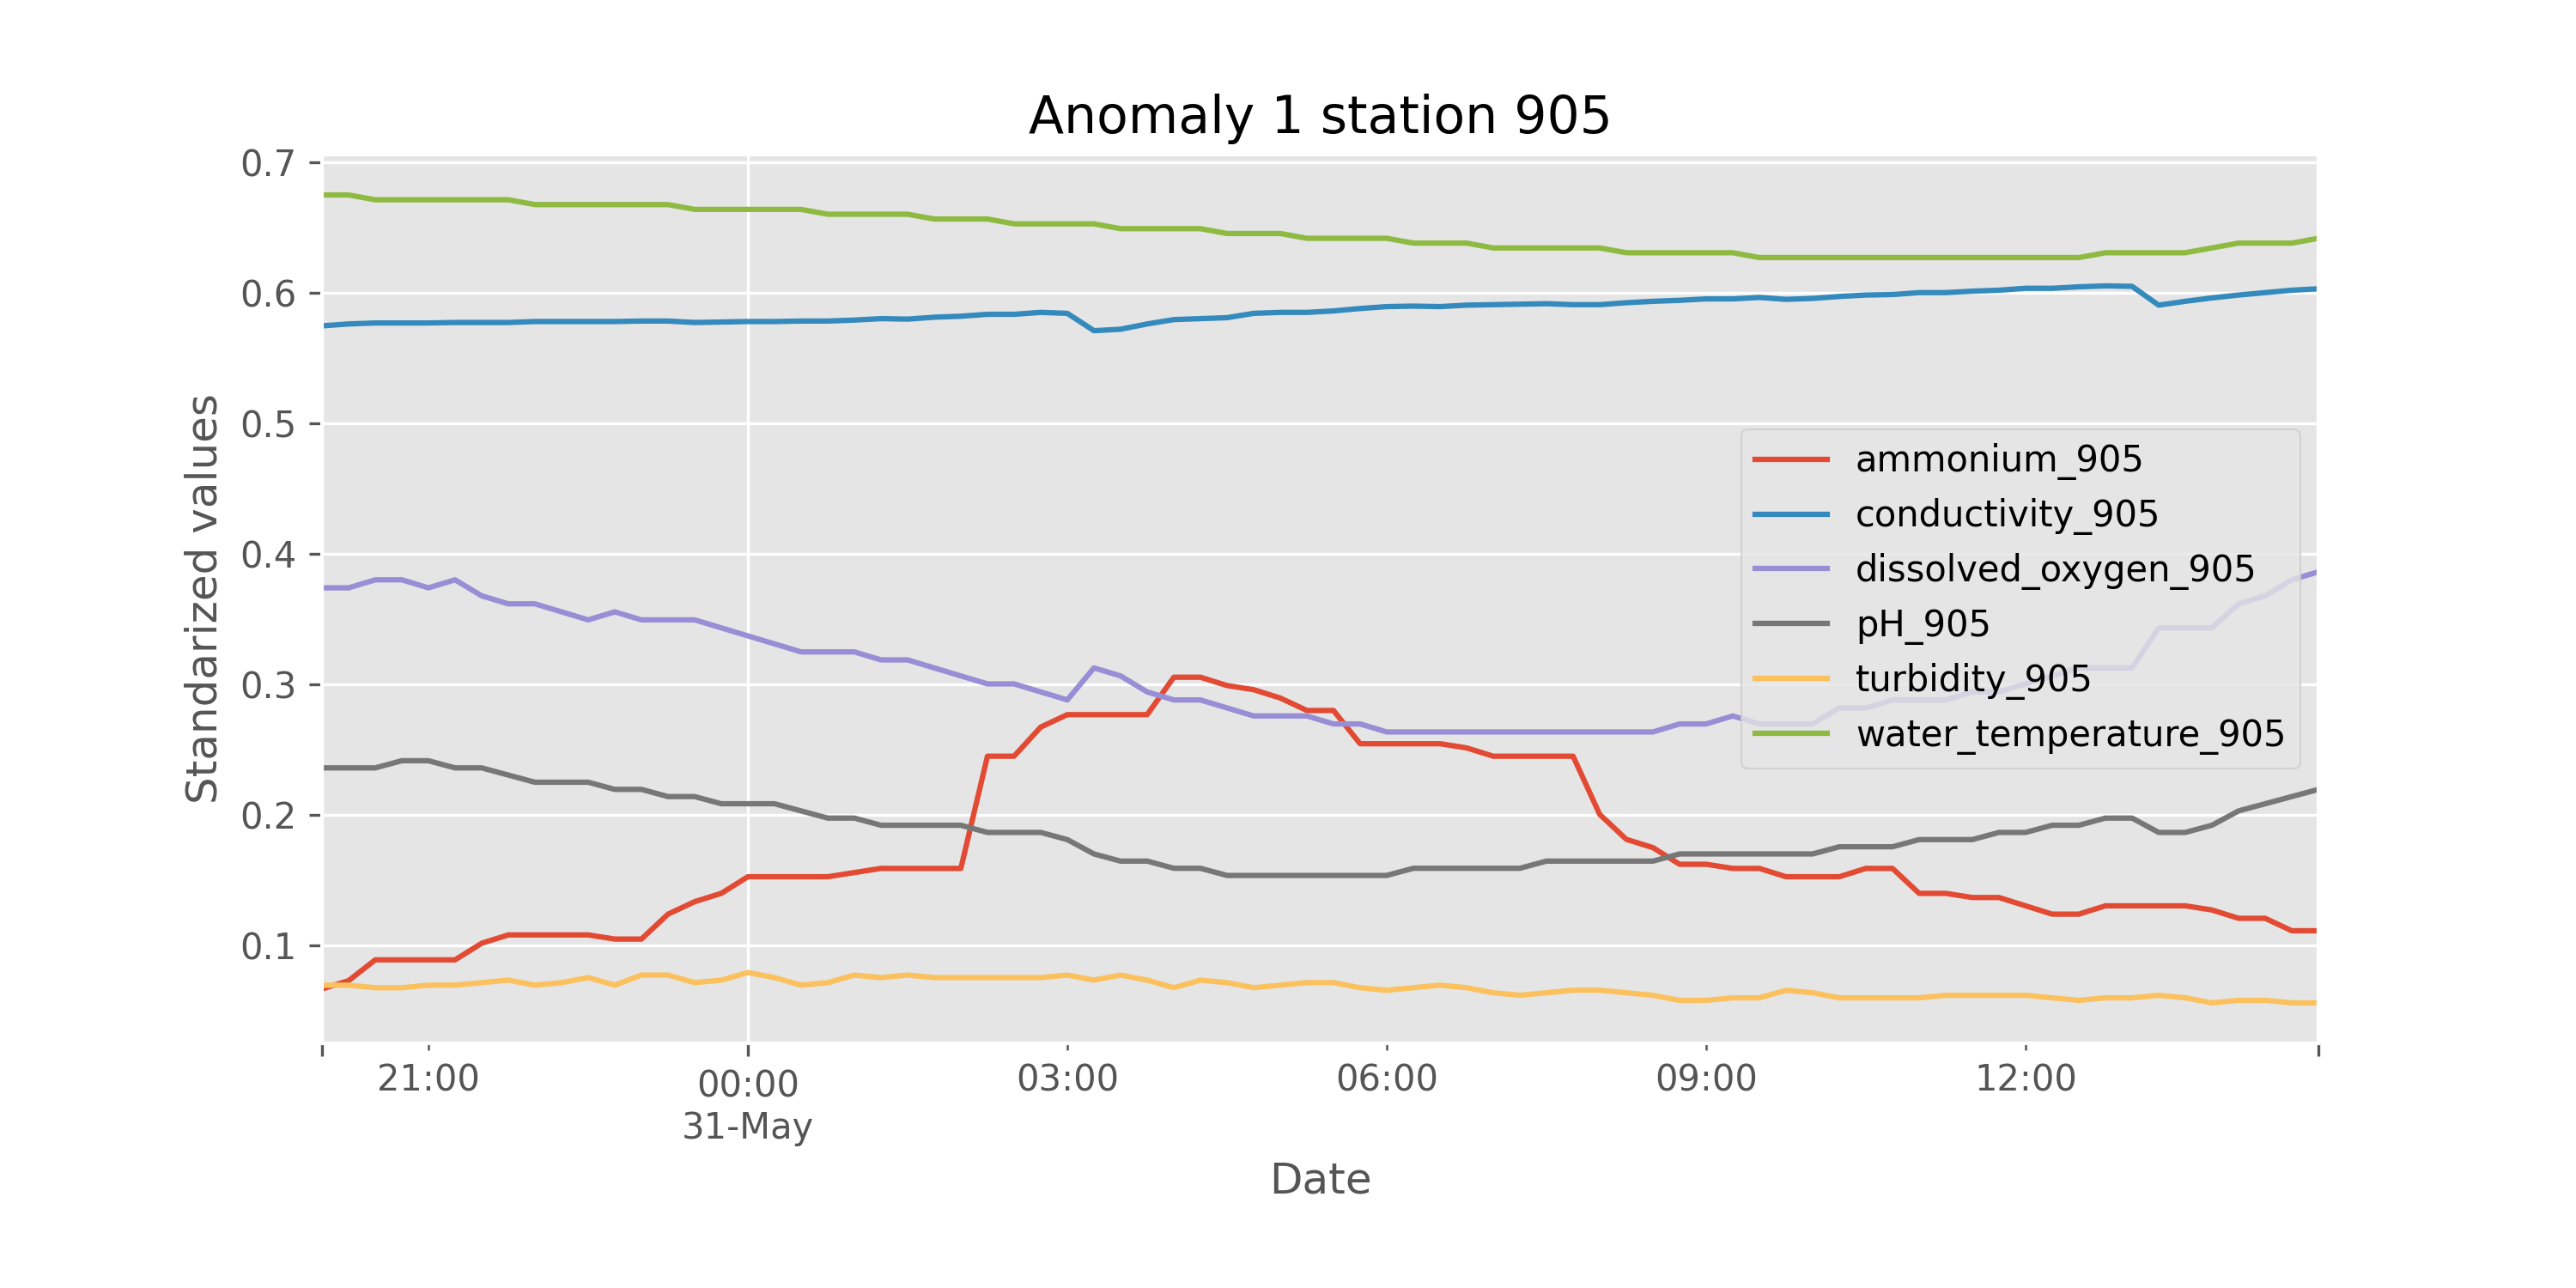 Anomaly 1 station 905
0.7
0.6
0.5
0.4
0.3
0.2
0.1
Standarized values
ammonium_905
conductivity_905
dissolved_oxygen_905
pH_905
turbidity_905
water_temperature_905
21:00 00:00 03:00 06:00 09:00 12:00
31-May
Date